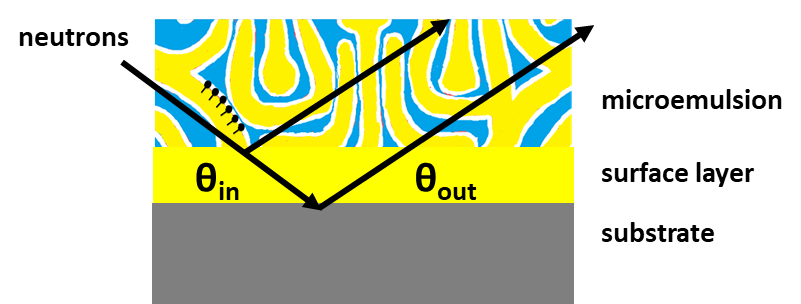 neutrons
microemulsion
θin
θout
surface layer
substrate